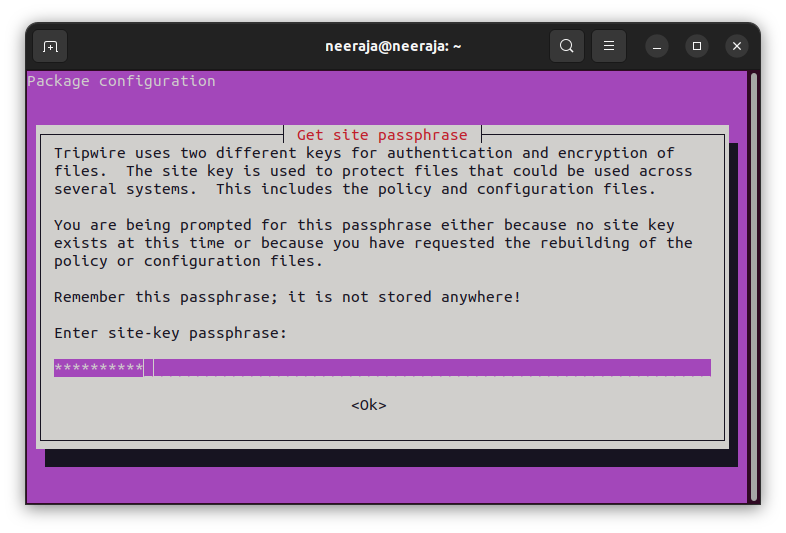 neeraja@neeraja: ~
Package configuration
Get site passphrase
Tripwire uses two different keys for authentication and encryption of
files.  The site key is used to protect files that could be used across
several systems.  This includes the policy and configuration files.
You are being prompted for this passphrase either because no site key
exists at this time or because you have requested the rebuilding of the
policy or configuration files.
Remember this passphrase; it is not stored anywhere!
Enter site-key passphrase:
**********
<Ok>